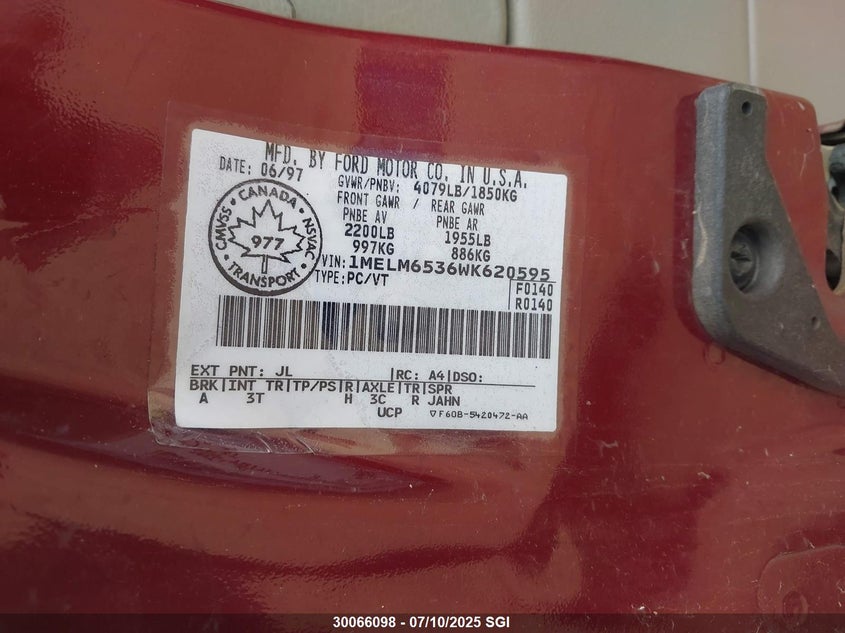 MFD. BY FORD MOTOR CO. IN U.S.A.
DATE: 06/97
GVWR/PNBV: 4079LB/1850KG
FRONT GAWR / REAR GAWR
PNBE AV PNBE AR
2200LB 1955LB
997KG 886KG
CANADA
CMVSS 977 NSVAC
TRANSPORT
VIN: 1MELM6536WK620595
TYPE: PC/VT
F0140
R0140
EXT PNT: JL |RC: A4|DSO:
BRK|INT TR|TP/PS|R|AXLE|TR|SPR
A 3T H 3C R JAHN
UCP ▽F60B-5420472-AA
30066098 - 07/10/2025 SGI